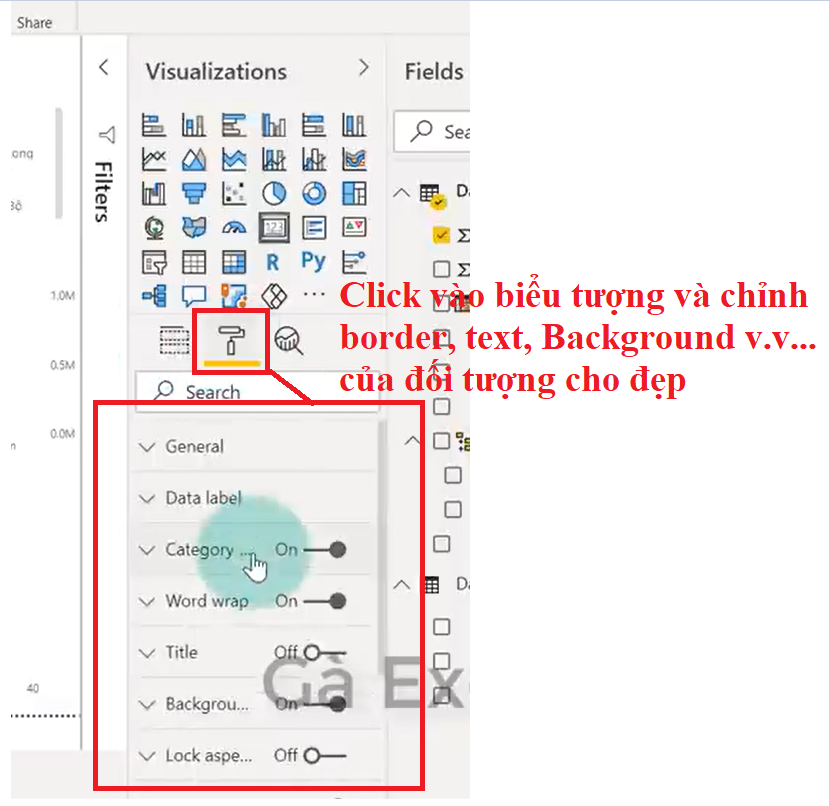 Share
Visualizations
Fields
Filters
Sea
ong
Bộ
Da
Σ
Σ
123
R
Py
1.0M
Click vào biểu tượng và chỉnh
border, text, Background v.v...
của đối tượng cho đẹp
0.5M
Search
0.0M
General
Data label
Category ... On
Word wrap On
Da
Title Off
Gà Exc
40
Backgrou... On
Lock aspe... Off